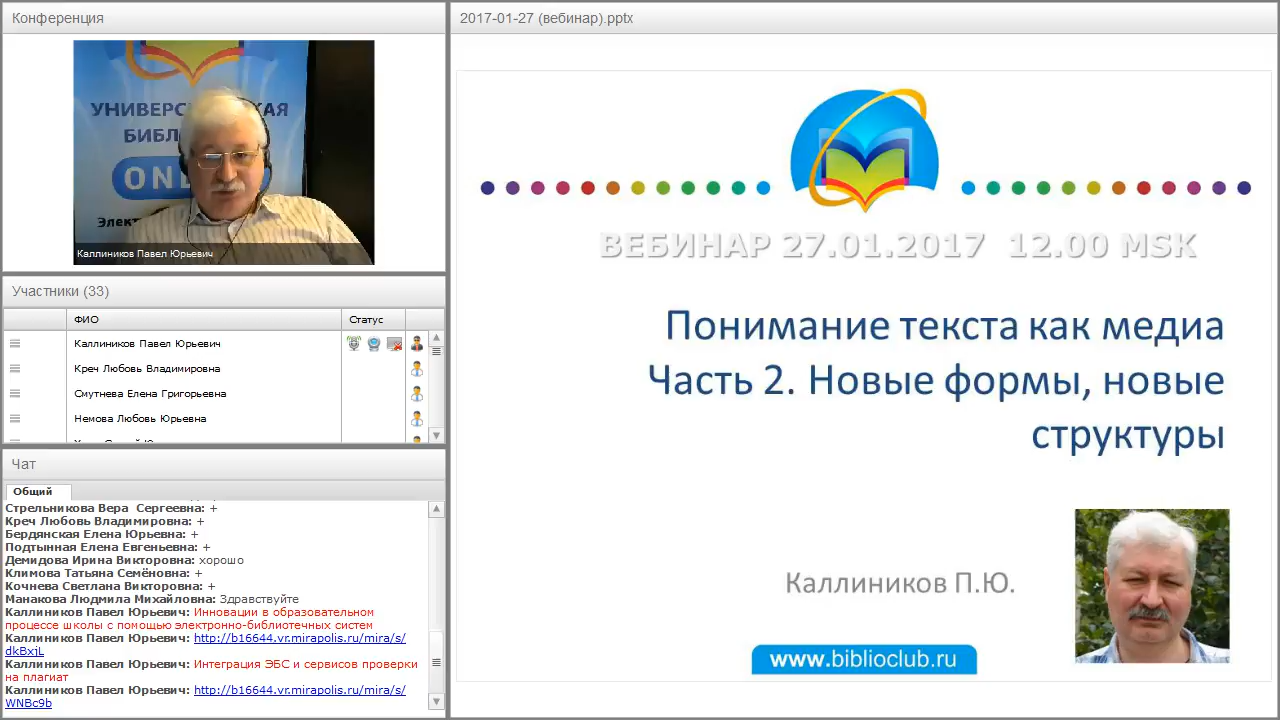 Конференция
УНИВЕРС
КАЯ
БИБЛ
ON
Элект
Каллиников Павел Юрьевич
Участники (33)
ФИО Статус
Каллиников Павел Юрьевич
Креч Любовь Владимировна
Смутнева Елена Григорьевна
Немова Любовь Юрьевна
Чат
Общий
Стрельникова Вера Сергеевна: +
Креч Любовь Владимировна: +
Бердянская Елена Юрьевна: +
Подтынная Елена Евгеньевна: +
Демидова Ирина Викторовна: хорошо
Климова Татьяна Семёновна: +
Кочнева Светлана Викторовна: +
Манакова Людмила Михайловна: Здравствуйте
Каллиников Павел Юрьевич: Инновации в образовательном
процессе школы с помощью электронно-библиотечных систем
Каллиников Павел Юрьевич: http://b16644.vr.mirapolis.ru/mira/s/
dkBxjL
Каллиников Павел Юрьевич: Интеграция ЭБС и сервисов проверки
на плагиат
Каллиников Павел Юрьевич: http://b16644.vr.mirapolis.ru/mira/s/
WNBc9b
2017-01-27 (вебинар).pptx
ВЕБИНАР 27.01.2017 12.00 MSK
Понимание текста как медиа
Часть 2. Новые формы, новые
структуры
Каллиников П.Ю.
www.biblioclub.ru